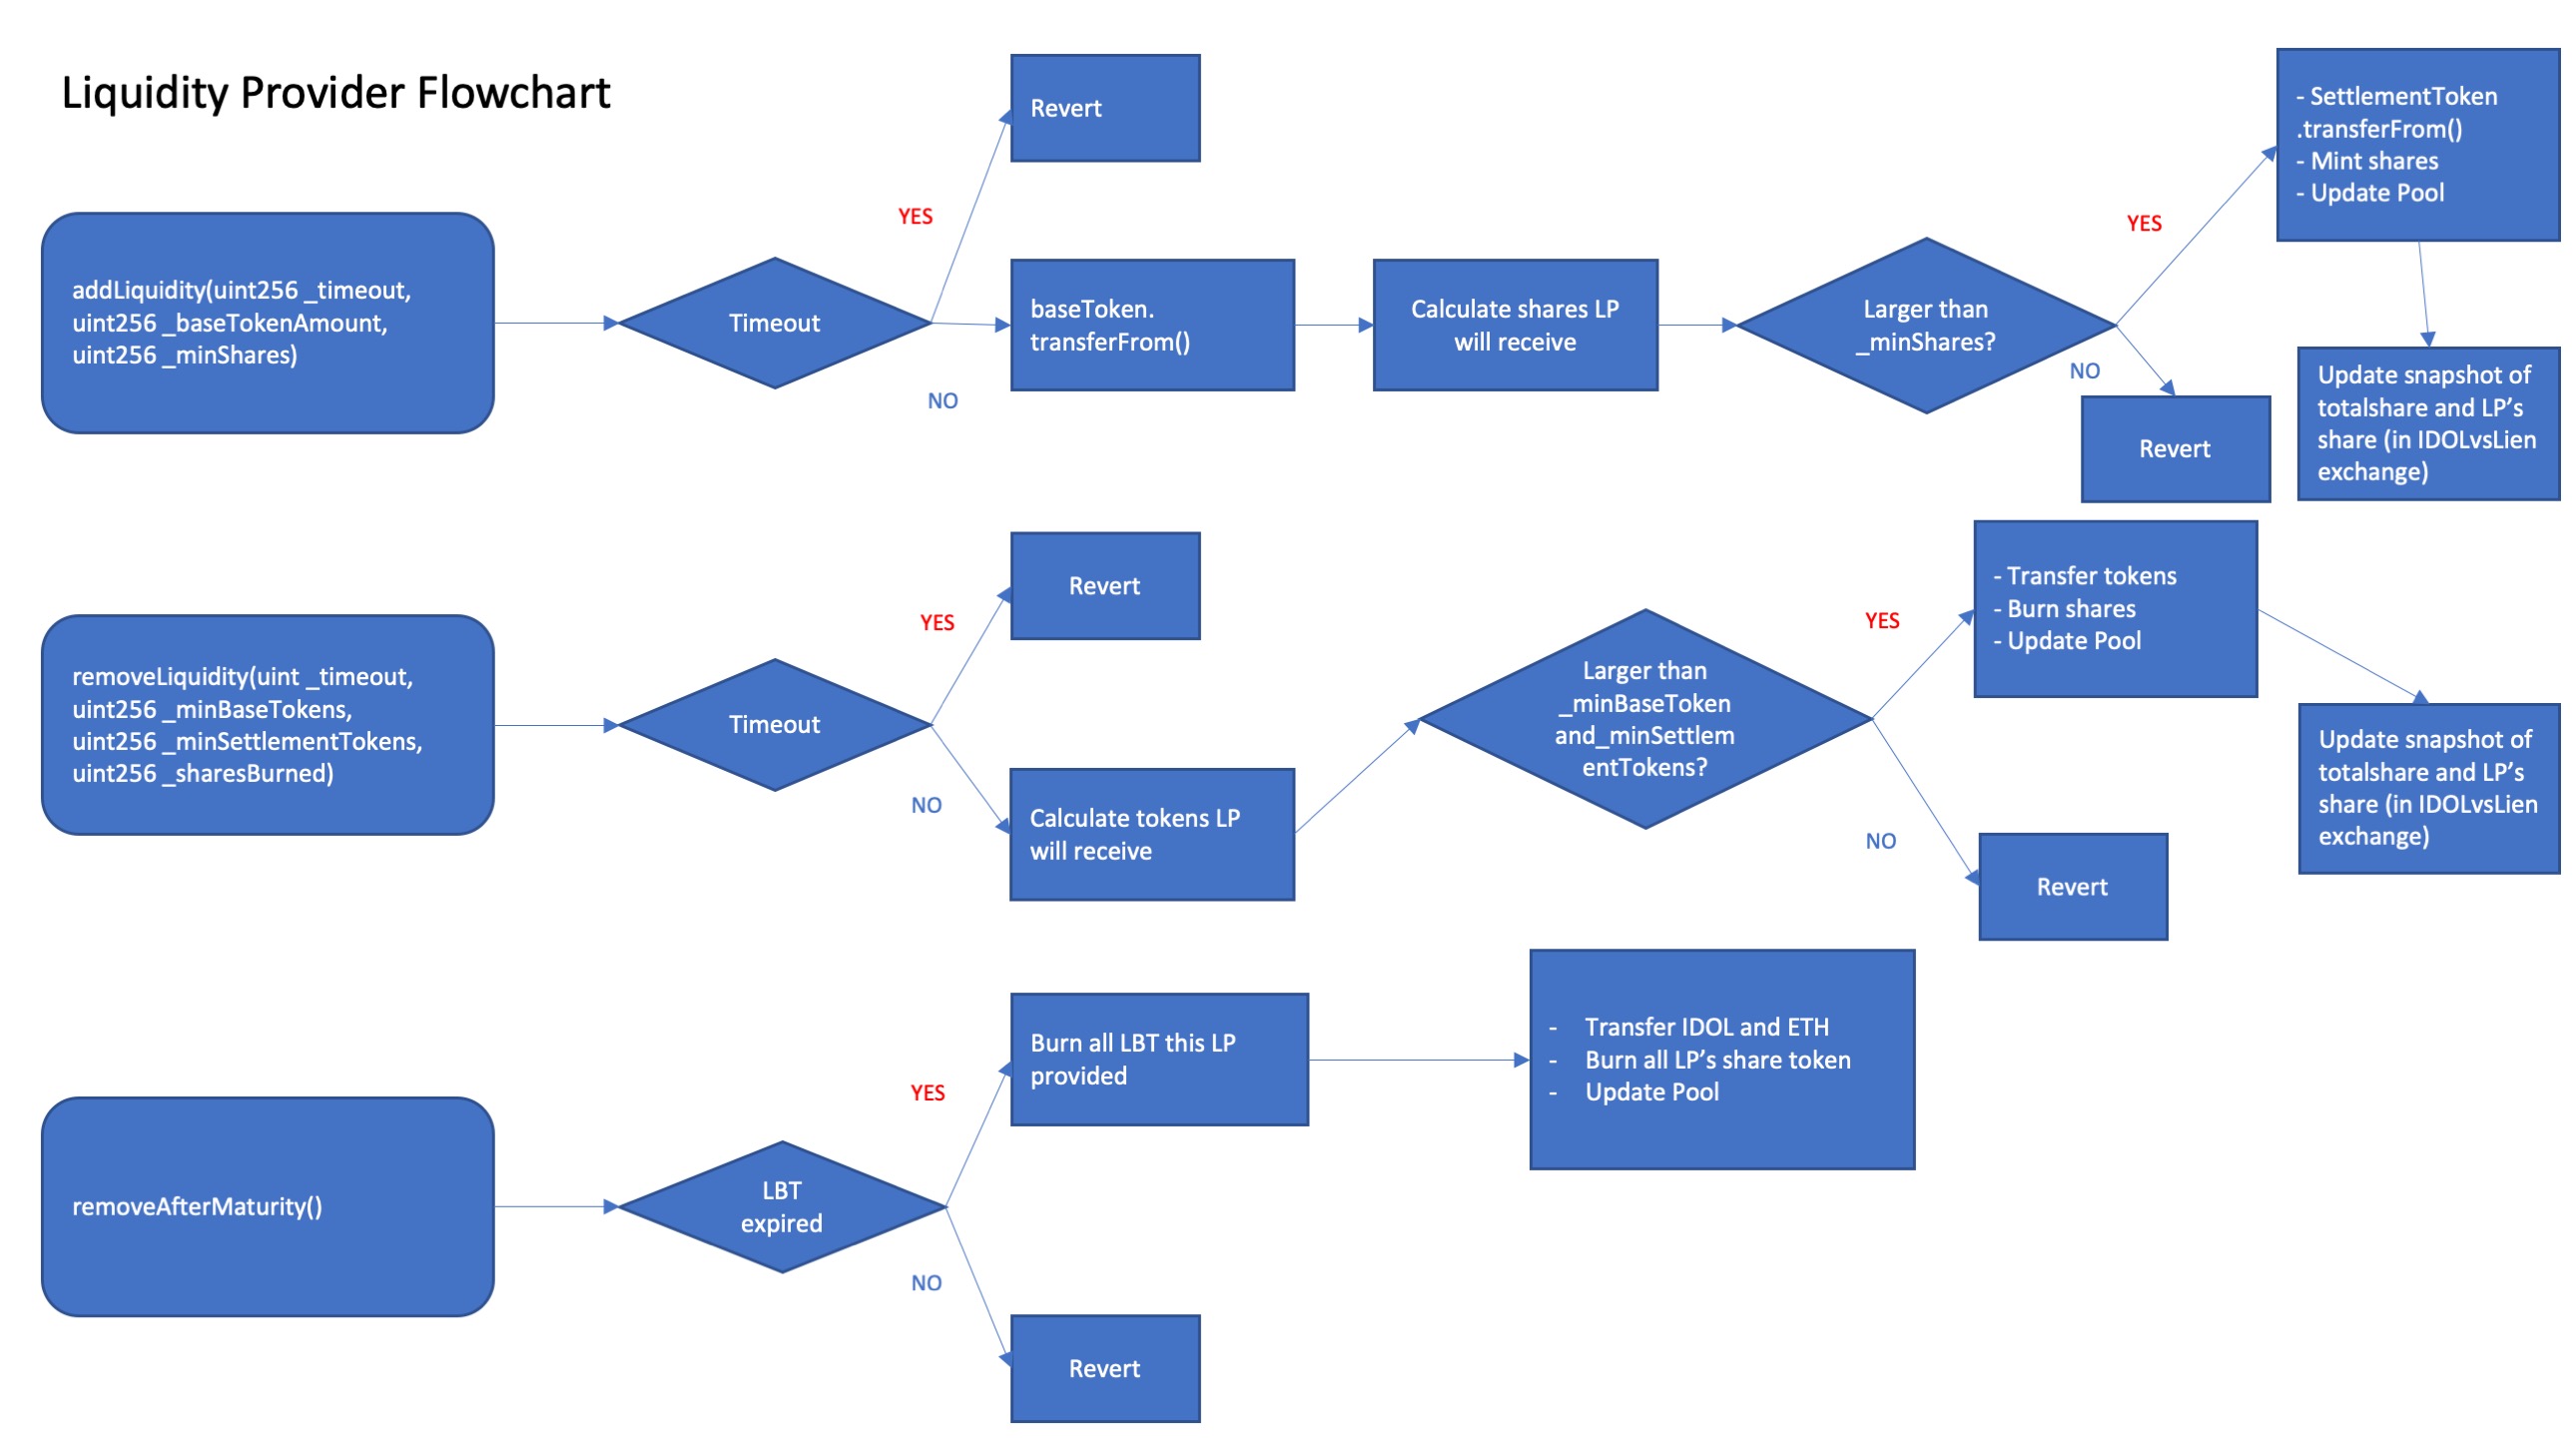 Liquidity Provider Flowchart
addLiquidity(uint256 _timeout,
uint256 _baseTokenAmount,
uint256 _minShares)
Timeout
YES
Revert
NO
baseToken.
transferFrom()
Calculate shares LP
will receive
Larger than
_minShares?
YES
- SettlementToken
.transferFrom()
- Mint shares
- Update Pool
NO
Revert
Update snapshot of
totalshare and LP’s
share (in IDOLvsLien
exchange)
removeLiquidity(uint _timeout,
uint256 _minBaseTokens,
uint256 _minSettlementTokens,
uint256 _sharesBurned)
Timeout
YES
Revert
NO
Calculate tokens LP
will receive
Larger than
_minBaseToken
and_minSettlem
entTokens?
YES
- Transfer tokens
- Burn shares
- Update Pool
NO
Revert
Update snapshot of
totalshare and LP’s
share (in IDOLvsLien
exchange)
removeAfterMaturity()
LBT
expired
YES
Burn all LBT this LP
provided
- Transfer IDOL and ETH
- Burn all LP’s share token
- Update Pool
NO
Revert